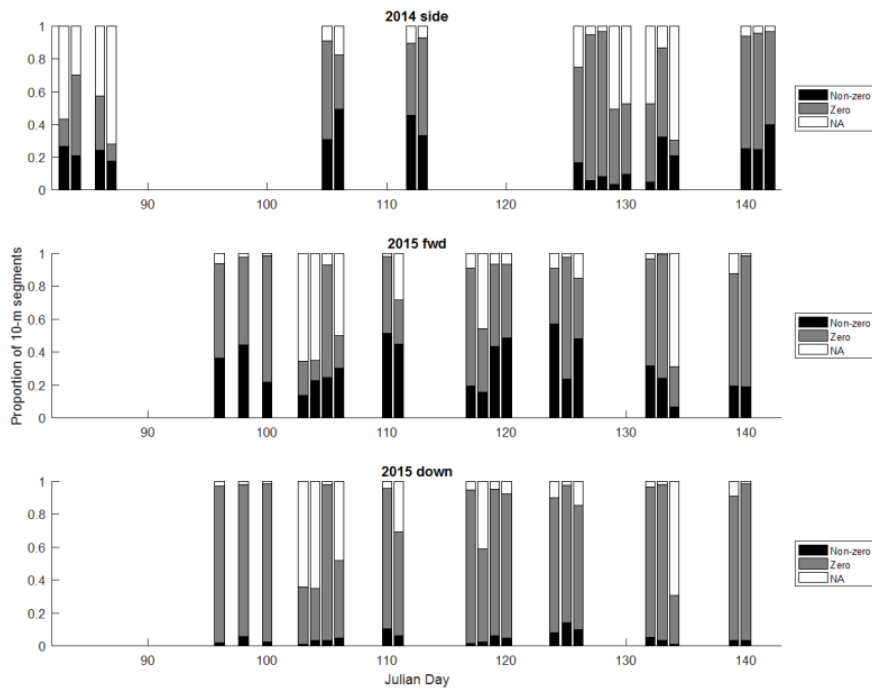 2014 side
1
0.8
0.6
0.4
0.2
0
90 100 110 120 130 140
Non-zero
Zero
NA
2015 fwd
1
0.8
0.6
0.4
0.2
0
90 100 110 120 130 140
Non-zero
Zero
NA
Proportion of 10-m segments
2015 down
1
0.8
0.6
0.4
0.2
0
90 100 110 120 130 140
Non-zero
Zero
NA
Julian Day